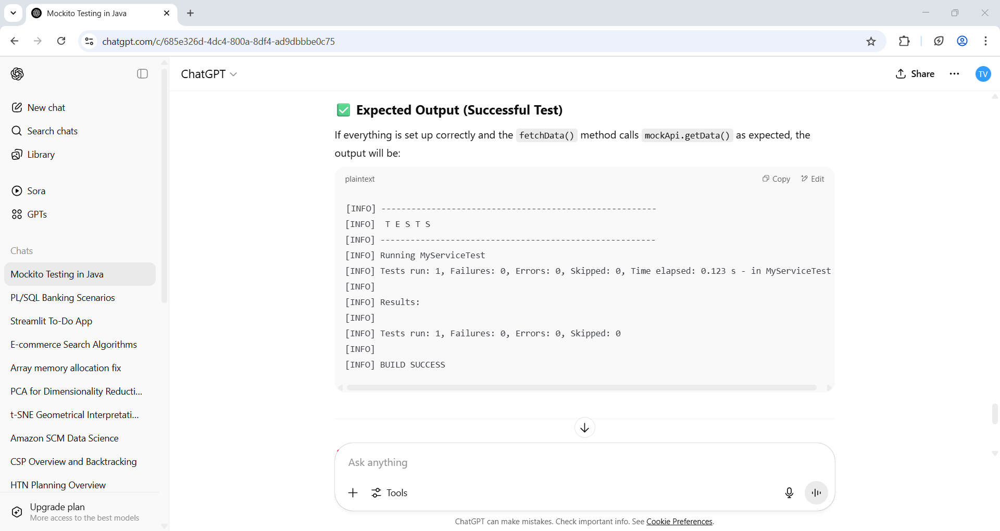 Mockito Testing in Java
chatgpt.com/c/685e326d-4dc4-800a-8df4-ad9dbbbe0c75
New chat
Search chats
Library
Sora
GPTs
Chats
Mockito Testing in Java
PL/SQL Banking Scenarios
Streamlit To-Do App
E-commerce Search Algorithms
Array memory allocation fix
PCA for Dimensionality Reducti...
t-SNE Geometrical Interpretati...
Amazon SCM Data Science
CSP Overview and Backtracking
HTN Planning Overview
Upgrade plan
More access to the best models
ChatGPT
Share
TV
✅ Expected Output (Successful Test)
If everything is set up correctly and the fetchData() method calls mockApi.getData() as expected, the
output will be:
plaintext
Copy
Edit
[INFO] -------------------------------------------------------
[INFO]  T E S T S
[INFO] -------------------------------------------------------
[INFO] Running MyServiceTest
[INFO] Tests run: 1, Failures: 0, Errors: 0, Skipped: 0, Time elapsed: 0.123 s - in MyServiceTest
[INFO]
[INFO] Results:
[INFO]
[INFO] Tests run: 1, Failures: 0, Errors: 0, Skipped: 0
[INFO]
[INFO] BUILD SUCCESS
Ask anything
Tools
ChatGPT can make mistakes. Check important info. See Cookie Preferences.